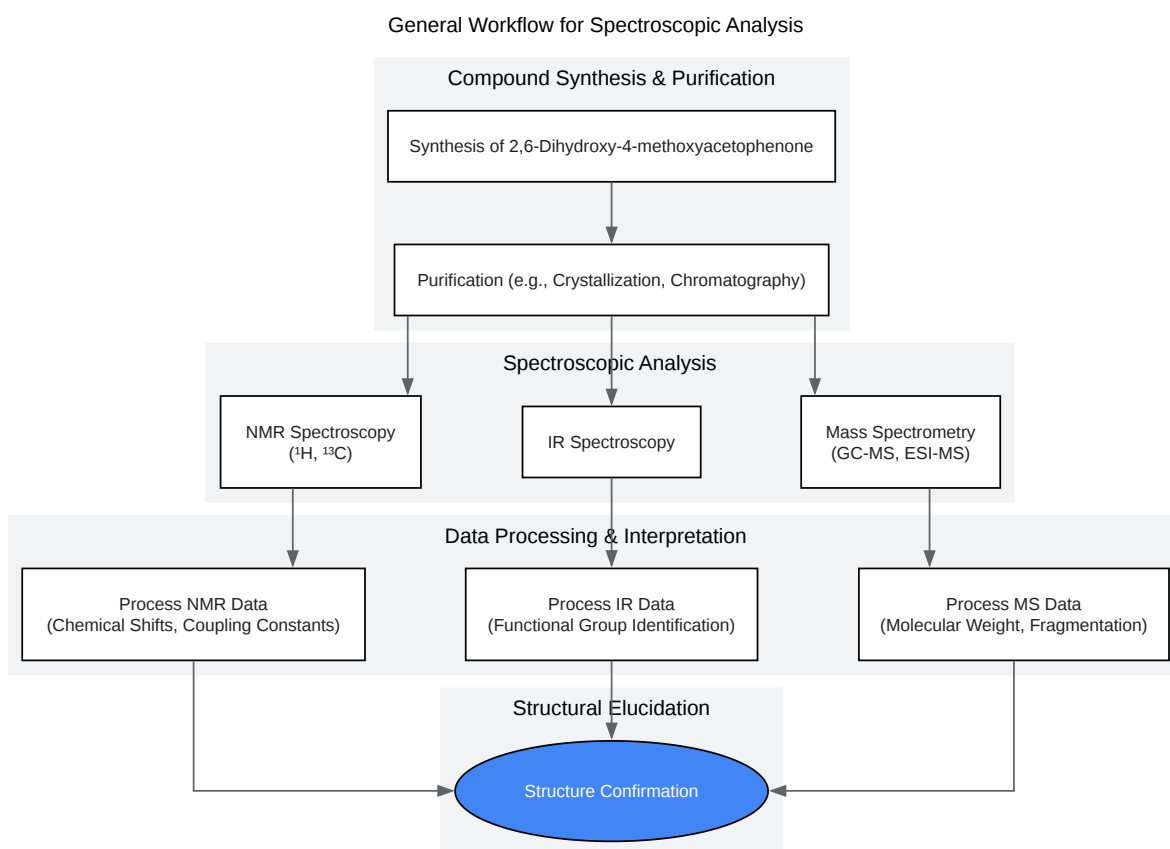 General Workflow for Spectroscopic Analysis
Compound Synthesis & Purification
Synthesis of 2,6-Dihydroxy-4-methoxyacetophenone
Purification (e.g., Crystallization, Chromatography)
Spectroscopic Analysis
NMR Spectroscopy
(¹H, ¹³C)
IR Spectroscopy
Mass Spectrometry
(GC-MS, ESI-MS)
Data Processing & Interpretation
Process NMR Data
(Chemical Shifts, Coupling Constants)
Process IR Data
(Functional Group Identification)
Process MS Data
(Molecular Weight, Fragmentation)
Structural Elucidation
Structure Confirmation